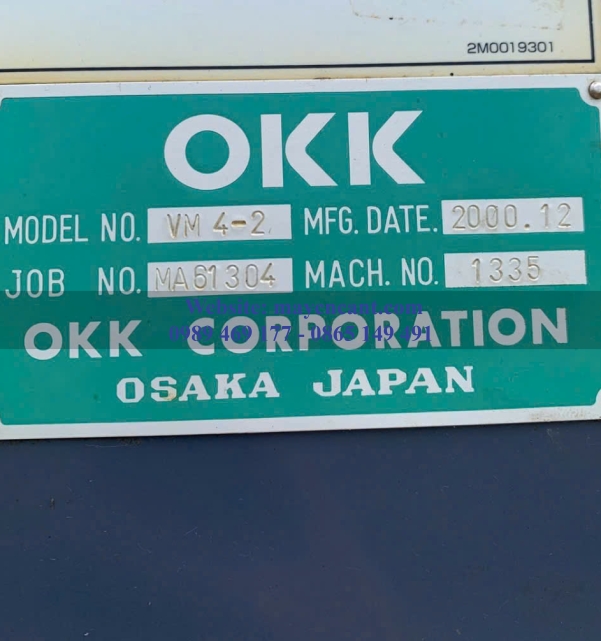 2M0019301
OKK
MODEL NO. VM 4-2 MFG. DATE. 2000.12
JOB NO. MA61304 MACH. NO. 1335
OKK CORPORATION
OSAKA JAPAN